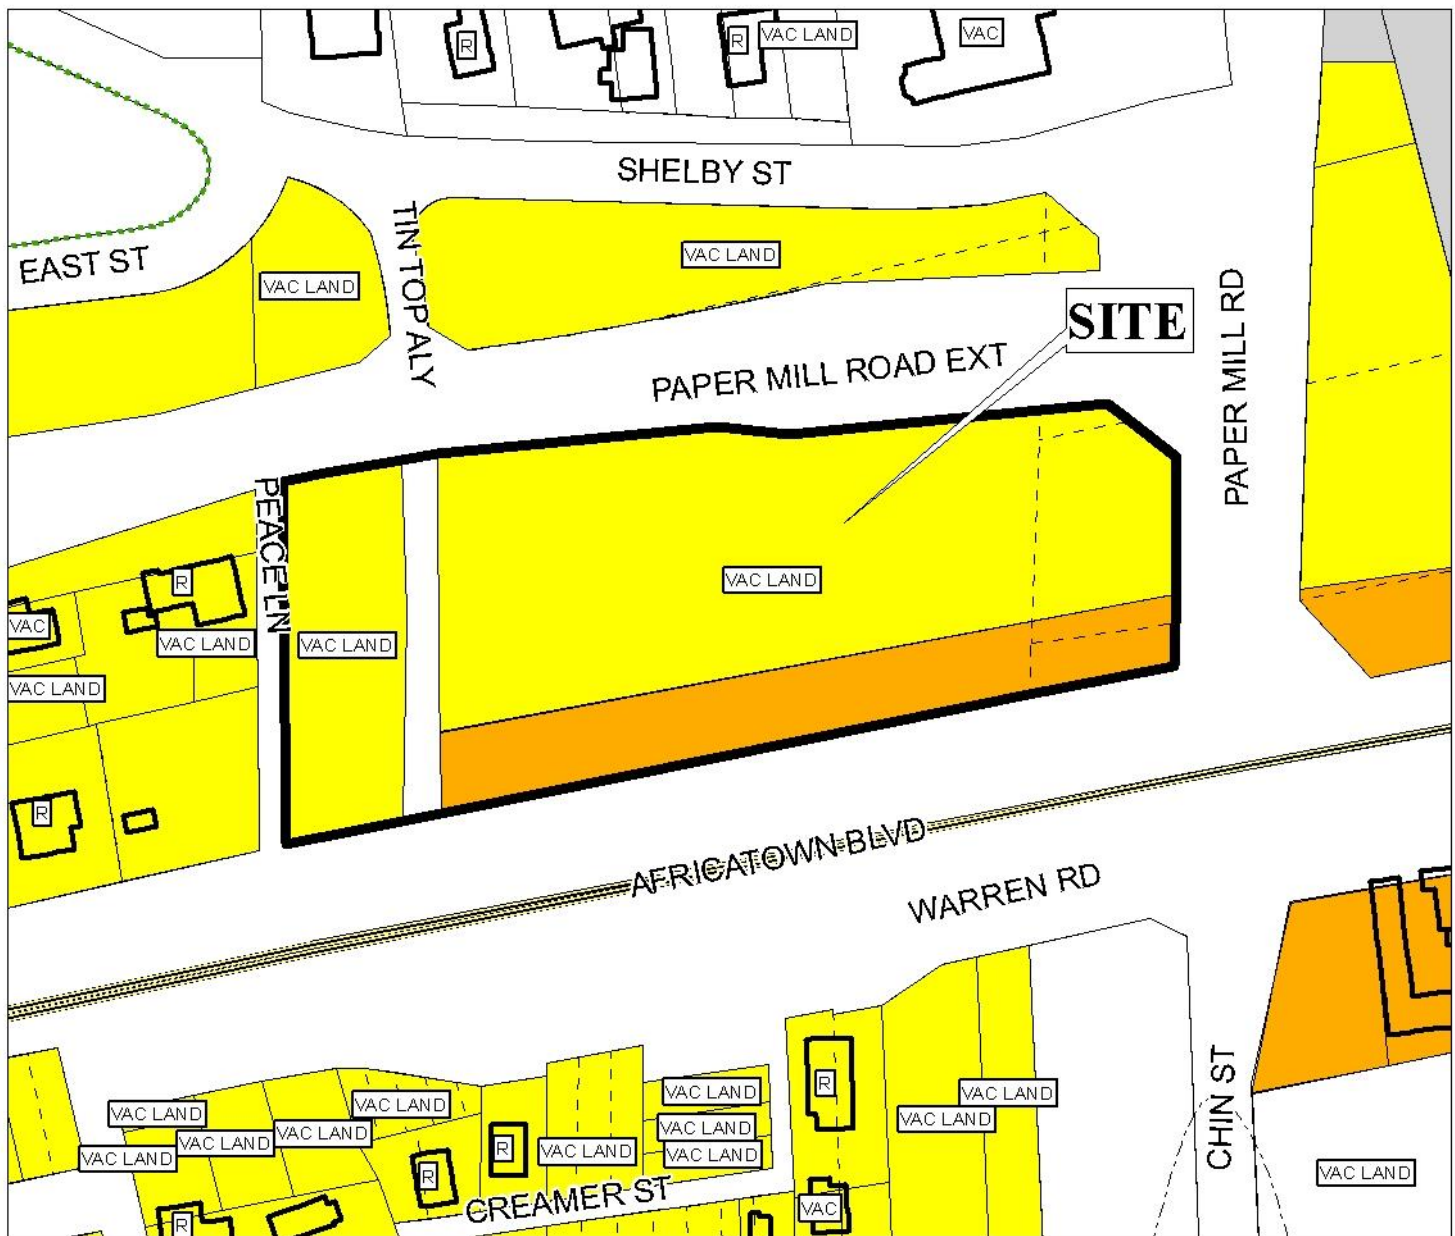 R
R
VAC LAND
VAC
SHELBY ST
TIN TOP ALY
VAC LAND
EAST ST
VAC LAND
PAPER MILL RD
SITE
PAPER MILL ROAD EXT
PEACE LN
R
VAC LAND
VAC
VAC LAND
VAC LAND
VAC LAND
R
AFRICATOWN BLVD
WARREN RD
CHIN ST
R
VAC LAND
VAC LAND
VAC LAND
VAC LAND
VAC LAND
VAC LAND
VAC LAND
VAC LAND
VAC LAND
R
VAC LAND
VAC LAND
VAC LAND
R
VAC LAND
CREAMER ST
VAC
R